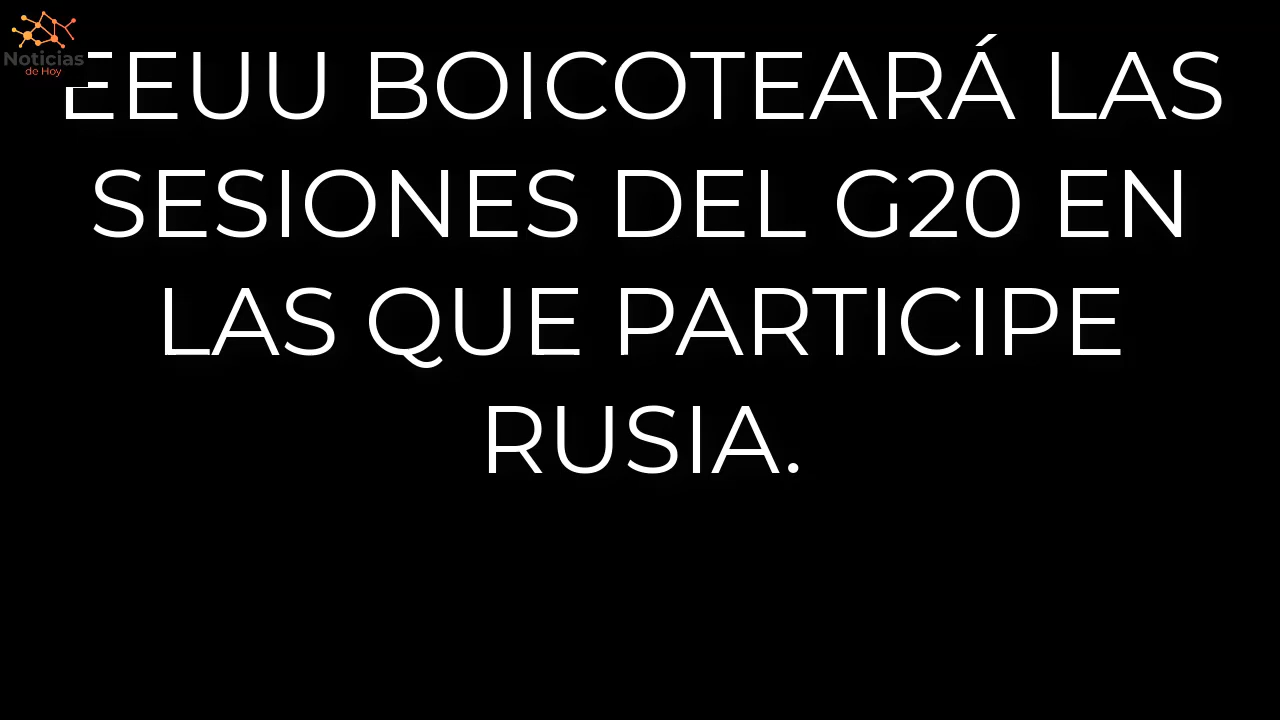 Noticias
de Hoy
EEUU BOICOTEARÁ LAS
SESIONES DEL G20 EN
LAS QUE PARTICIPE
RUSIA.